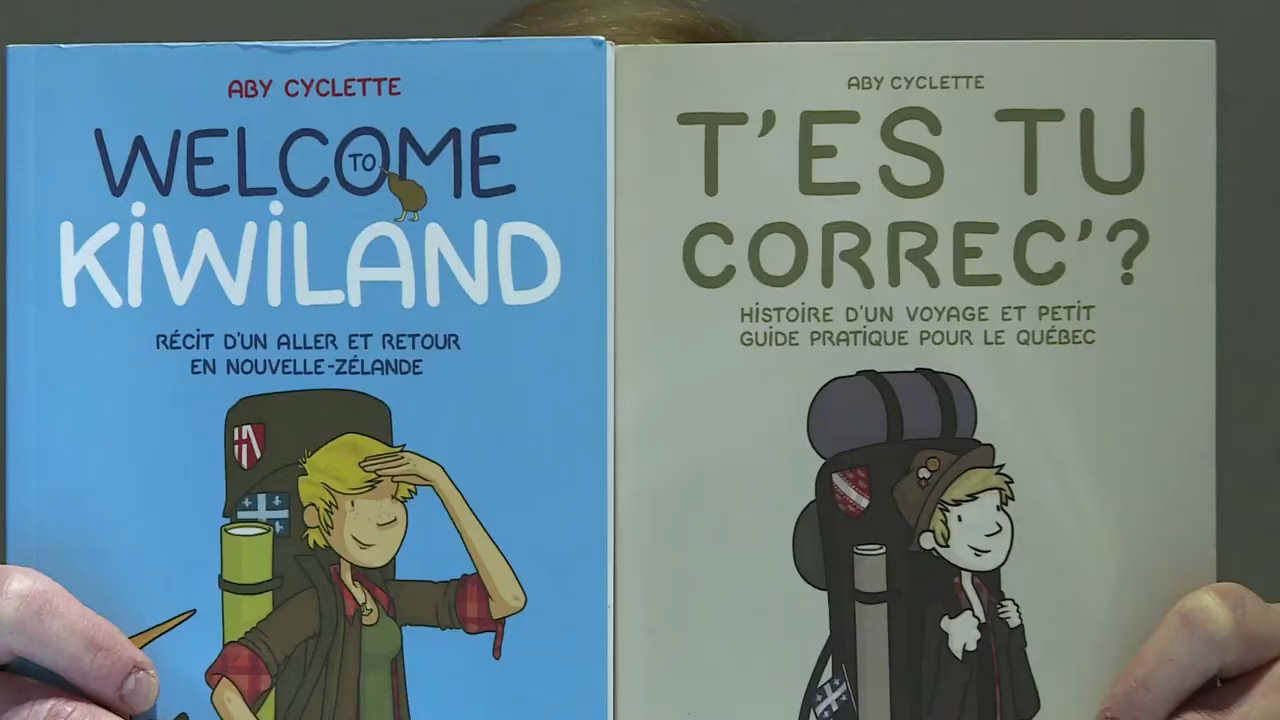 ABY CYCLETTE
WELCOME
TO
KIWILAND
RÉCIT D'UN ALLER ET RETOUR
EN NOUVELLE-ZÉLANDE
ABY CYCLETTE
T'ES TU
CORREC'?
HISTOIRE D'UN VOYAGE ET PETIT
GUIDE PRATIQUE POUR LE QUÉBEC